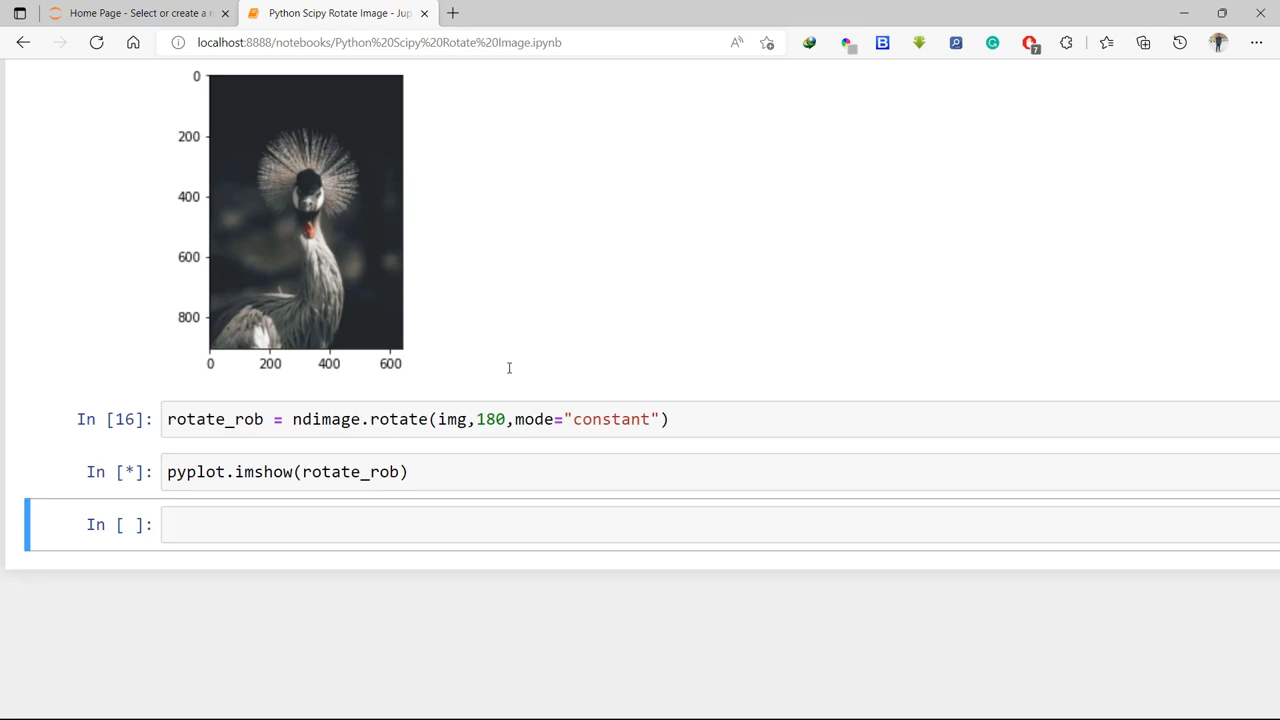 Home Page - Select or create a n
Python Scipy Rotate Image - Jup
localhost:8888/notebooks/Python%20Scipy%20Rotate%20Image.ipynb
7
0
200
400
600
800
0 200 400 600
In [16]: rotate_rob = ndimage.rotate(img,180,mode="constant")
In [*]: pyplot.imshow(rotate_rob)
In [ ]: